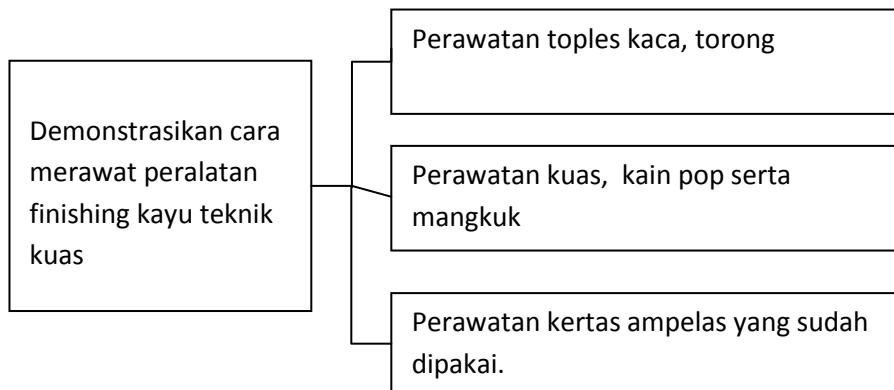 Demonstrasikan cara
merawat peralatan
finishing kayu teknik
kuas
Perawatan toples kaca, torong
Perawatan kuas,  kain pop serta
mangkuk
Perawatan kertas ampelas yang sudah
dipakai.